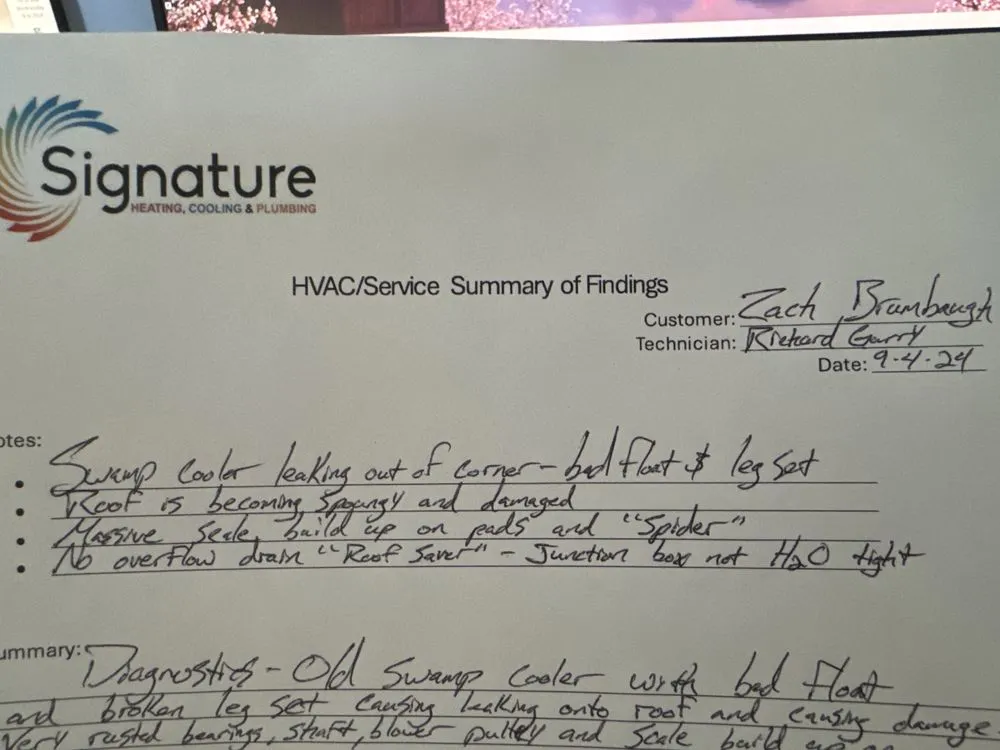 Signature
HEATING, COOLING & PLUMBING
HVAC/Service Summary of Findings
Customer: Zach Brumbaugh
Technician: Richard Garry
Date: 9-4-24
otes:
• Swamp Cooler leaking out of corner - bad float & leg set
• Roof is becoming spoungy and damaged
• Massive scale, build up on pads and "Spider"
• No overflow drain "Roof Saver" - Junction box not H2O tight
ummary: Diagnostics - Old Swamp Cooler with bad float
and broken leg set causing leaking onto roof and causing damage
Very rusted bearings, shaft, blower pulley and scale build up on